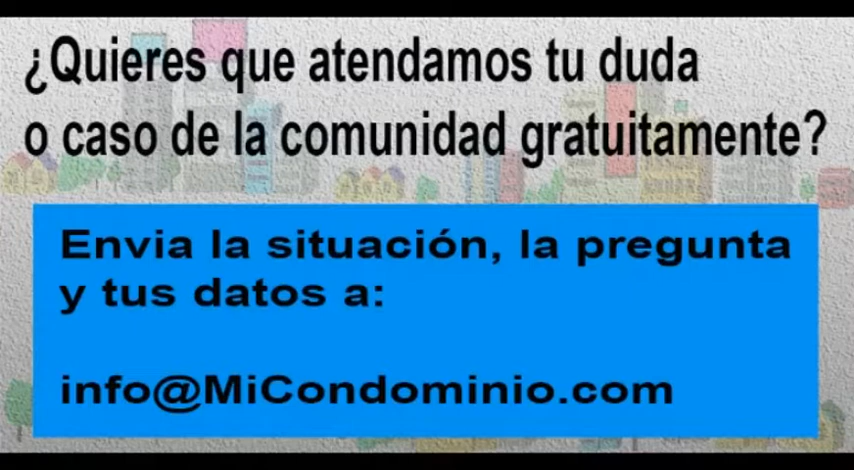 ¿Quieres que atendamos tu duda
o caso de la comunidad gratuitamente?
Envia la situación, la pregunta
y tus datos a:
info@MiCondominio.com